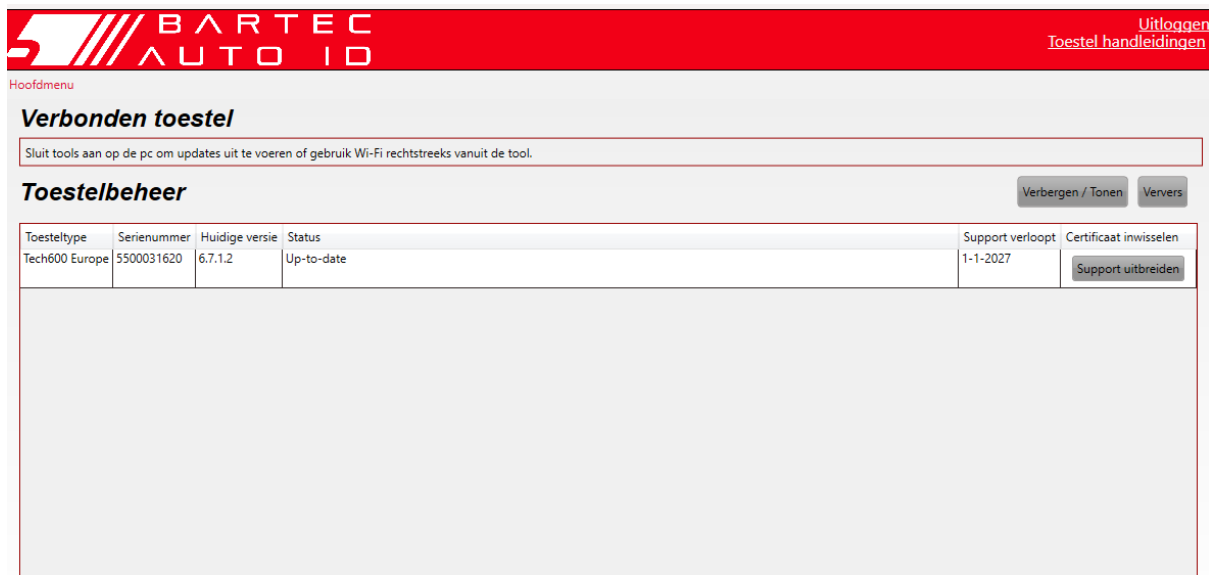 BARTEC
AUTO ID
Uitloggen
Toestel handleidingen
Hoofdmenu
Verbonden toestel
Sluit tools aan op de pc om updates uit te voeren of gebruik Wi-Fi rechtstreeks vanuit de tool.
Toestelbeheer
Verbergen / Tonen Ververs
Toesteltype Serienummer Huidige versie Status Support verloopt Certificaat inwisselen
Tech600 Europe 5500031620 6.7.1.2 Up-to-date 1-1-2027 Support uitbreiden